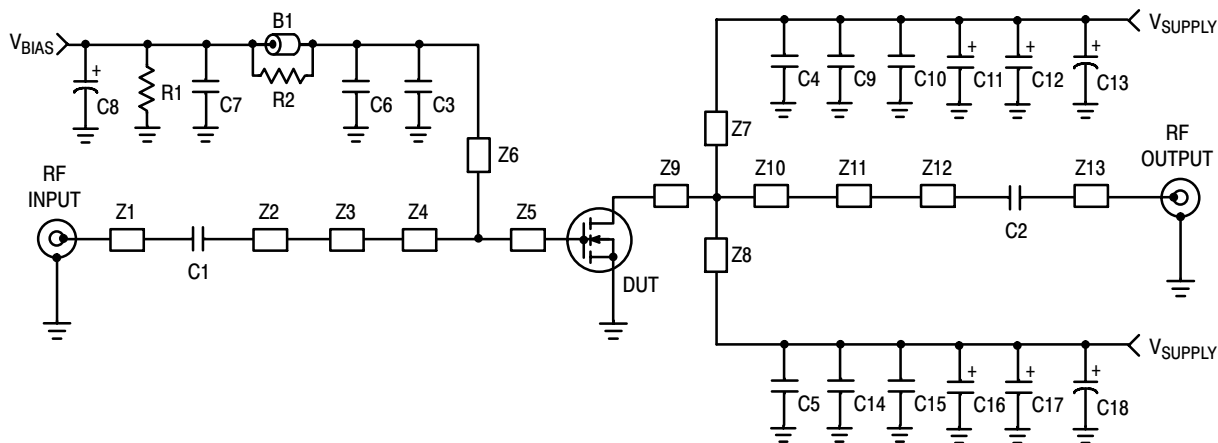 B1
VBIAS
VSUPPLY
+
C8
R1
C7
R2
C6
C3
C4
C9
C10
+
C11
+
C12
+
C13
Z6
Z7
RF
INPUT
RF
OUTPUT
Z1
C1
Z2
Z3
Z4
Z5
DUT
Z9
Z10
Z11
Z12
C2
Z13
Z8
VSUPPLY
C5
C14
C15
+
C16
+
C17
+
C18